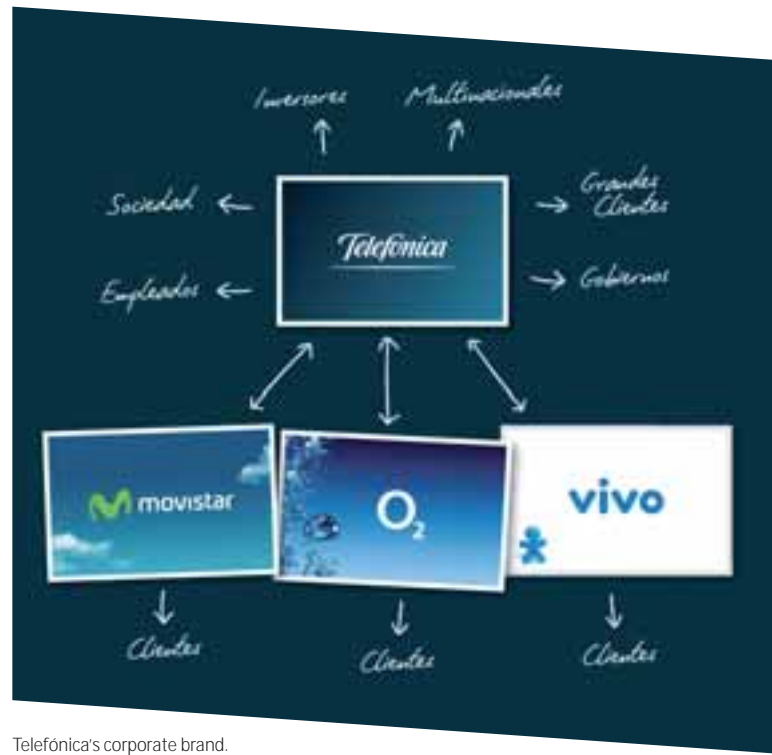 Inversores Multinacionales
Sociedad
Grandes
Clientes
Telefónica
Empleados
Gobiernos
movistar
O2
vivo
Clientes
Clientes
Clientes
Telefónica's corporate brand.